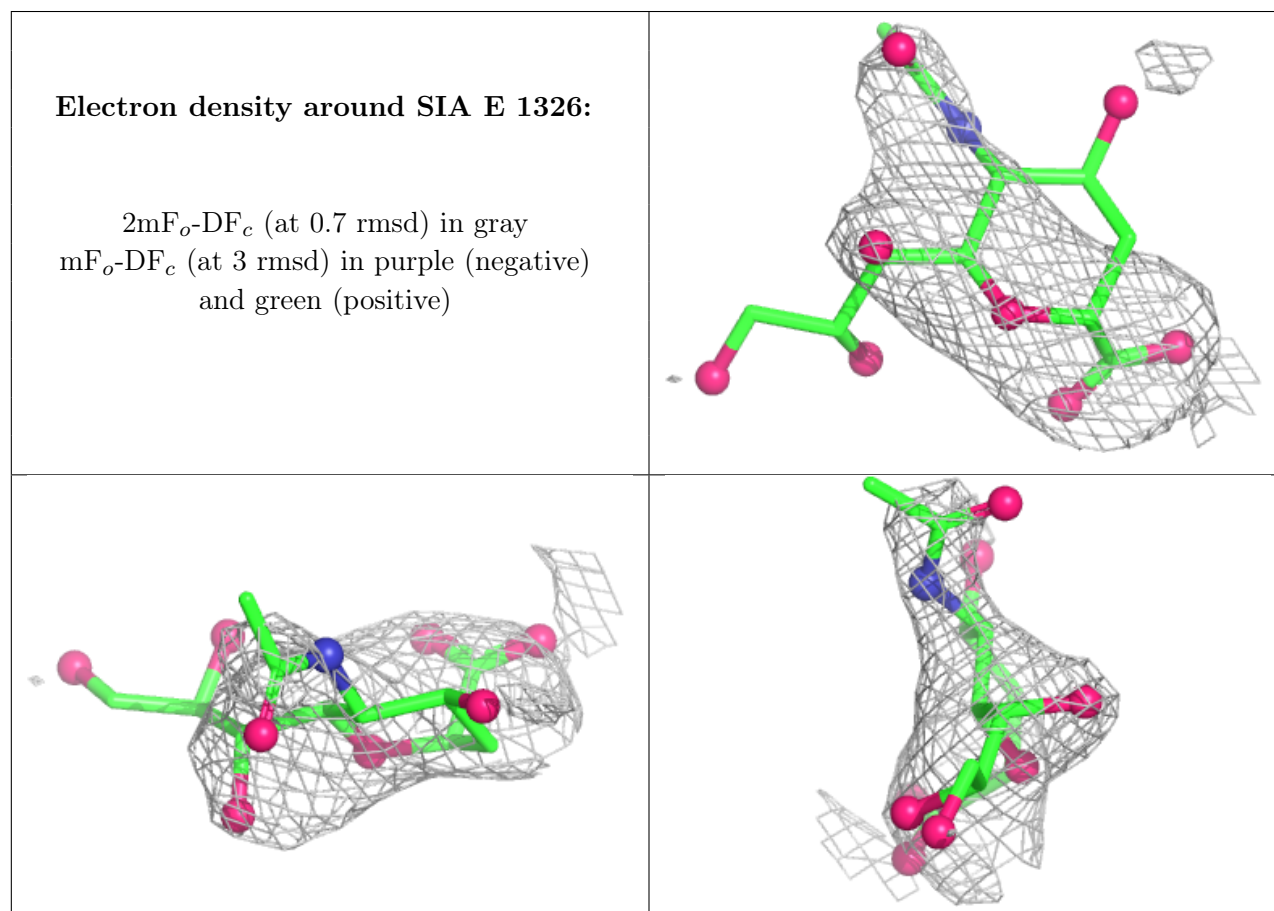 Electron density around SIA E 1326:
2mFo-DFc (at 0.7 rmsd) in gray
mFo-DFc (at 3 rmsd) in purple (negative)
and green (positive)